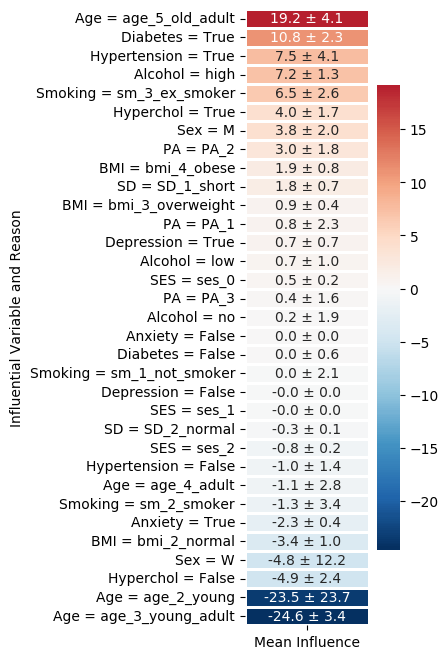 Influential Variable and Reason
Age = age_5_old_adult 19.2 ± 4.1
Diabetes = True 10.8 ± 2.3
Hypertension = True 7.5 ± 4.1
Alcohol = high 7.2 ± 1.3
Smoking = sm_3_ex_smoker 6.5 ± 2.6
Hyperchol = True 4.0 ± 1.7
Sex = M 3.8 ± 2.0
PA = PA_2 3.0 ± 1.8
BMI = bmi_4_obese 1.9 ± 0.8
SD = SD_1_short 1.8 ± 0.7
BMI = bmi_3_overweight 0.9 ± 0.4
PA = PA_1 0.8 ± 2.3
Depression = True 0.7 ± 0.7
Alcohol = low 0.7 ± 1.0
SES = ses_0 0.5 ± 0.2
PA = PA_3 0.4 ± 1.6
Alcohol = no 0.2 ± 1.9
Anxiety = False 0.0 ± 0.0
Diabetes = False 0.0 ± 0.6
Smoking = sm_1_not_smoker 0.0 ± 2.1
Depression = False -0.0 ± 0.0
SES = ses_1 -0.0 ± 0.0
SD = SD_2_normal -0.3 ± 0.1
SES = ses_2 -0.8 ± 0.2
Hypertension = False -1.0 ± 1.4
Age = age_4_adult -1.1 ± 2.8
Smoking = sm_2_smoker -1.3 ± 3.4
Anxiety = True -2.3 ± 0.4
BMI = bmi_2_normal -3.4 ± 1.0
Sex = W -4.8 ± 12.2
Hyperchol = False -4.9 ± 2.4
Age = age_2_young -23.5 ± 23.7
Age = age_3_young_adult -24.6 ± 3.4
Mean Influence
15
10
5
0
−5
−10
−15
−20